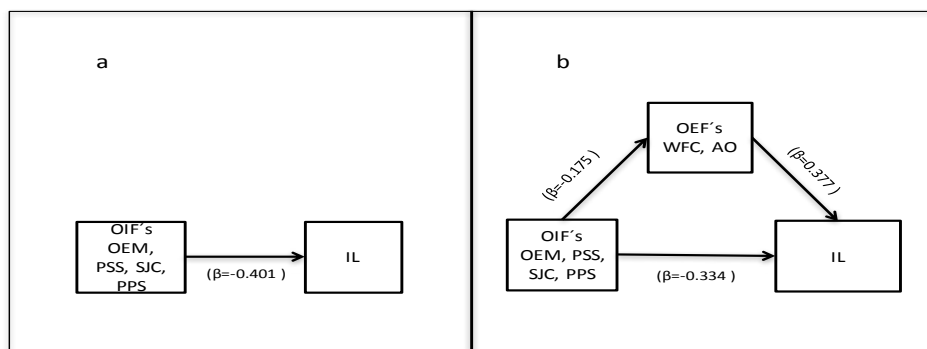 a
OIF´s
OEM,
PSS, SJC,
PPS
(β=-0.401 )
IL
b
OEF´s
WFC, AO
(β=-0.175 )
(β=0.377)
OIF´s
OEM, PSS,
SJC, PPS
(β=-0.334 )
IL